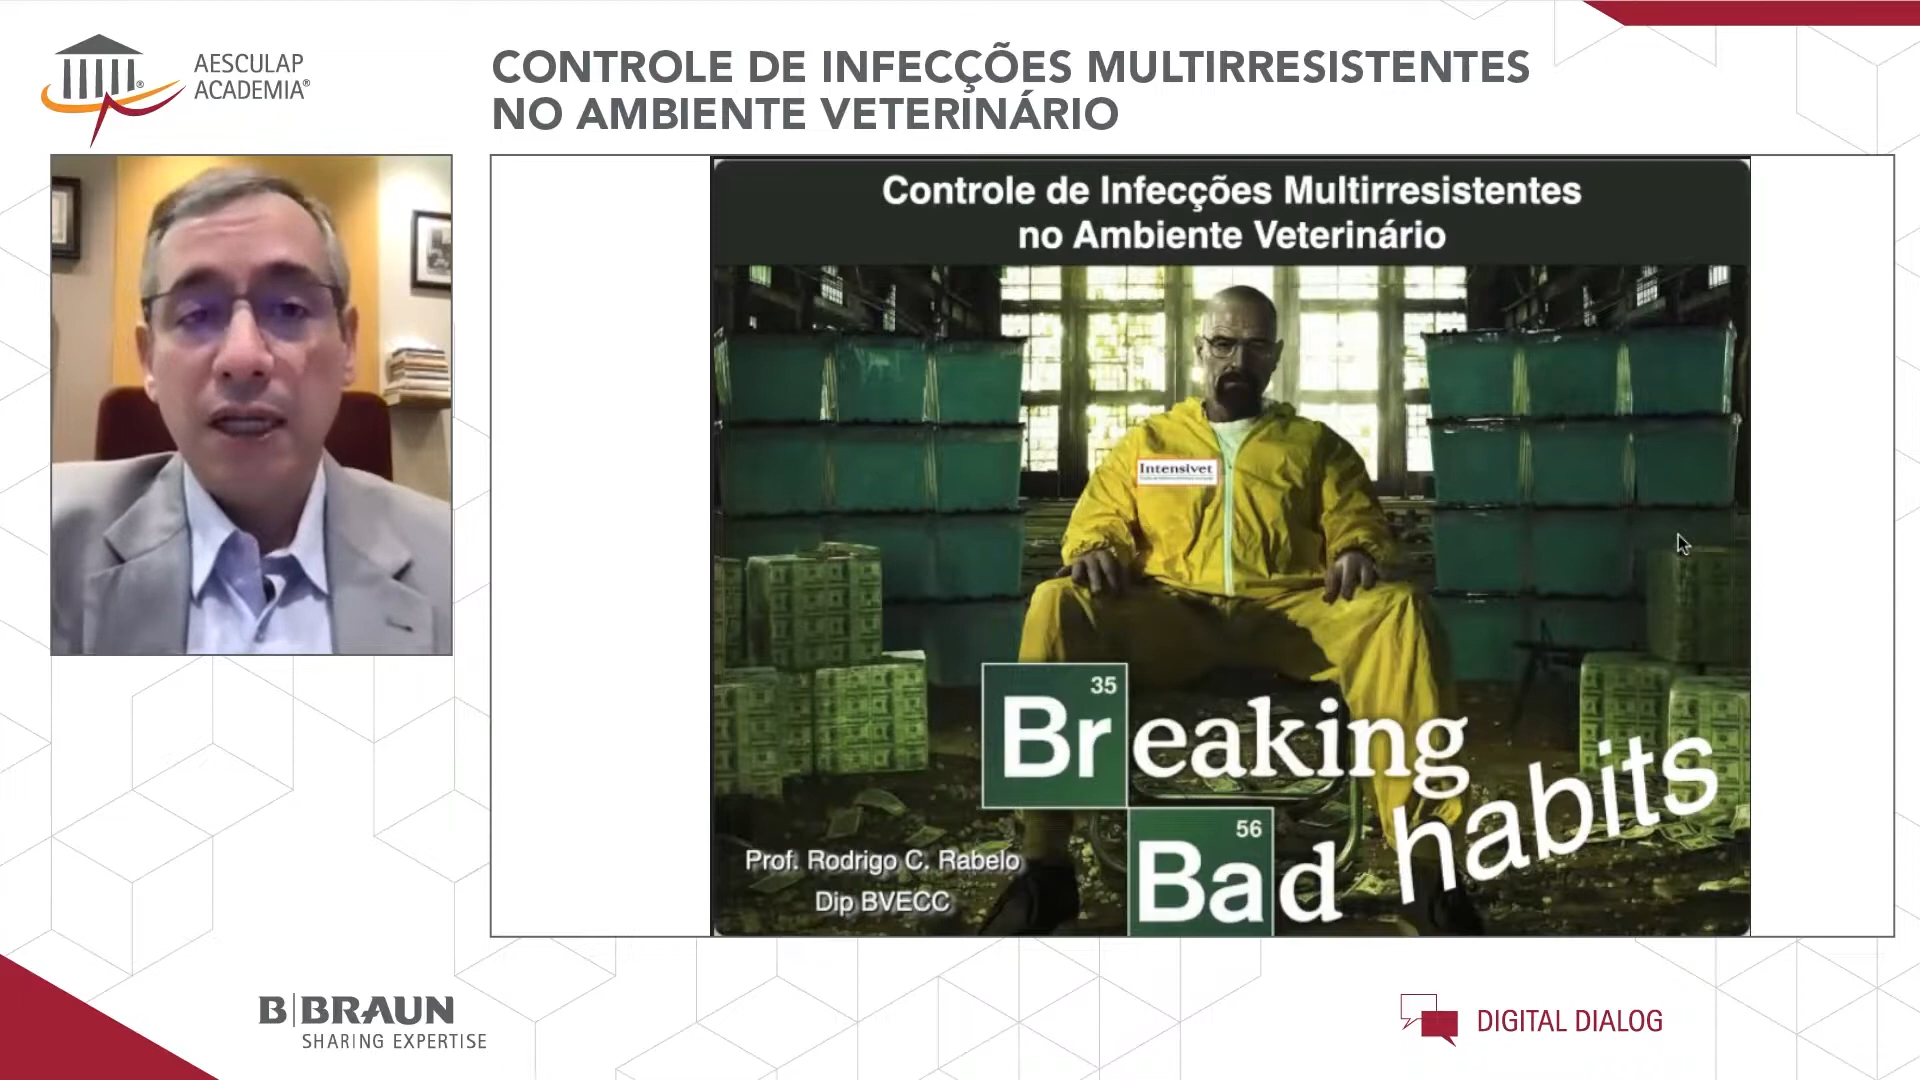 AESCULAP
ACADEMIA®
CONTROLE DE INFECÇÕES MULTIRRESISTENTES
NO AMBIENTE VETERINÁRIO
Controle de Infecções Multirresistentes
no Ambiente Veterinário
Intensivet
35
Breaking
56
Bad habits
Prof. Rodrigo C. Rabelo
Dip BVECC
B|BRAUN
SHARING EXPERTISE
DIGITAL DIALOG